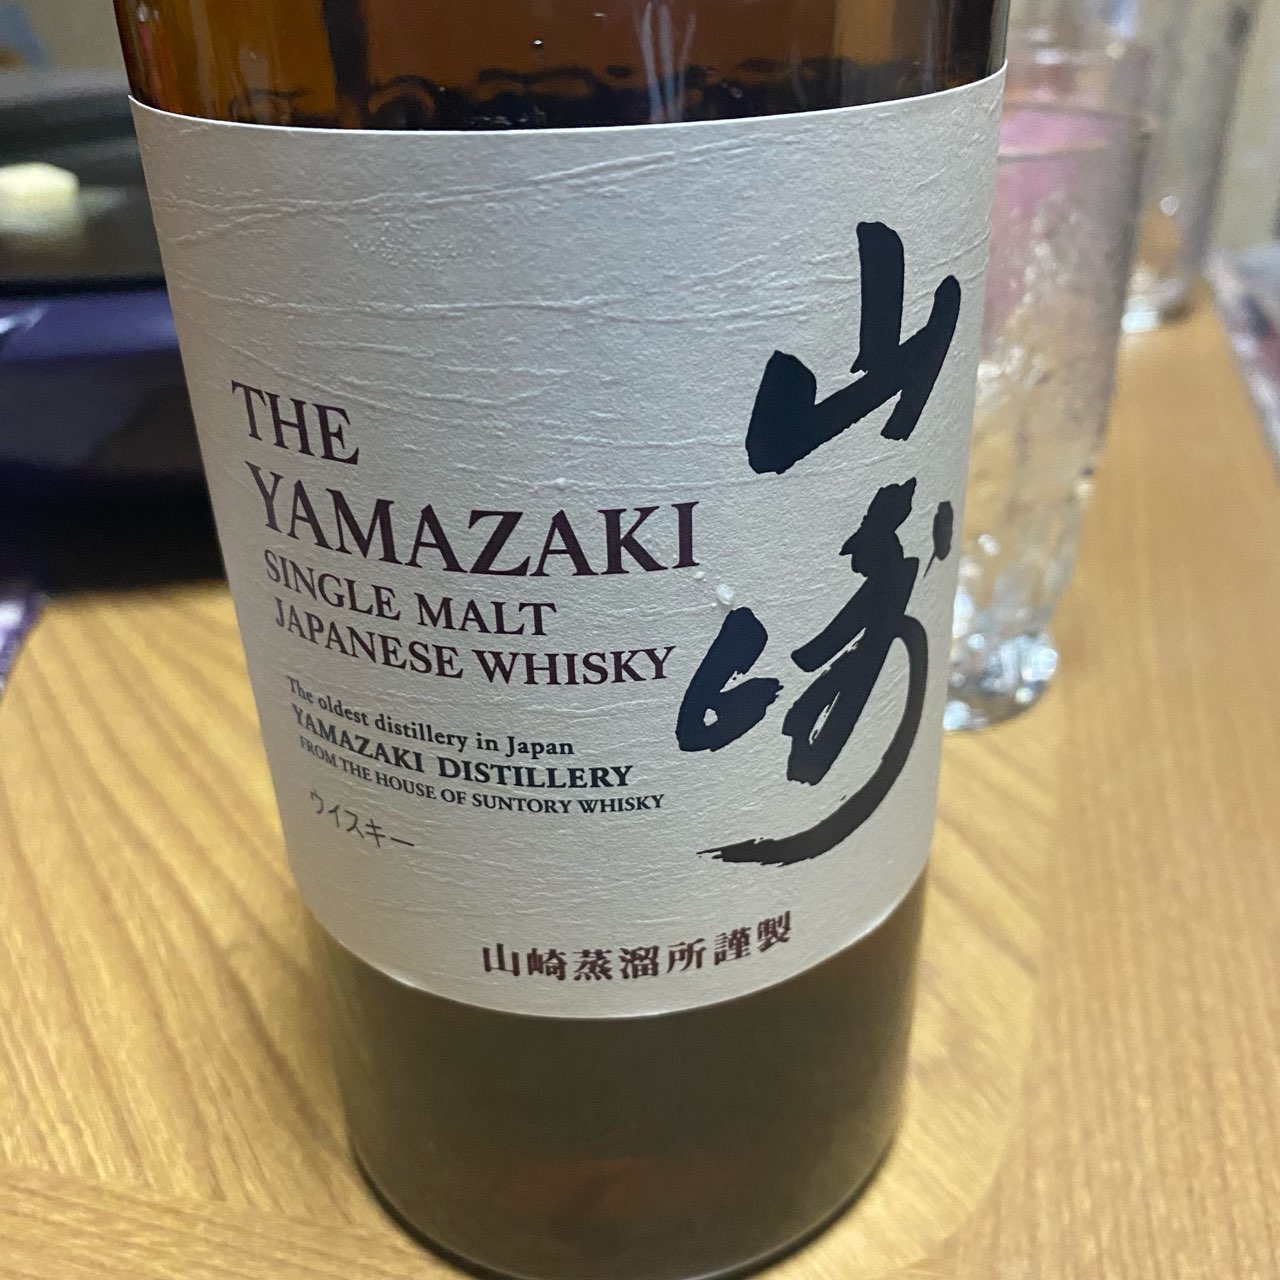 THE
YAMAZAKI
SINGLE MALT
JAPANESE WHISKY
The oldest distillery in Japan
YAMAZAKI DISTILLERY
FROM THE HOUSE OF SUNTORY WHISKY
ウイスキー
山崎
山崎蒸溜所謹製